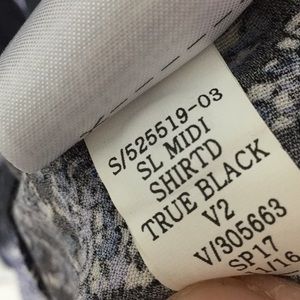 S/525519-03
SL MIDI
SHIRTD
TRUE BLACK
V2
V/305663
SP17